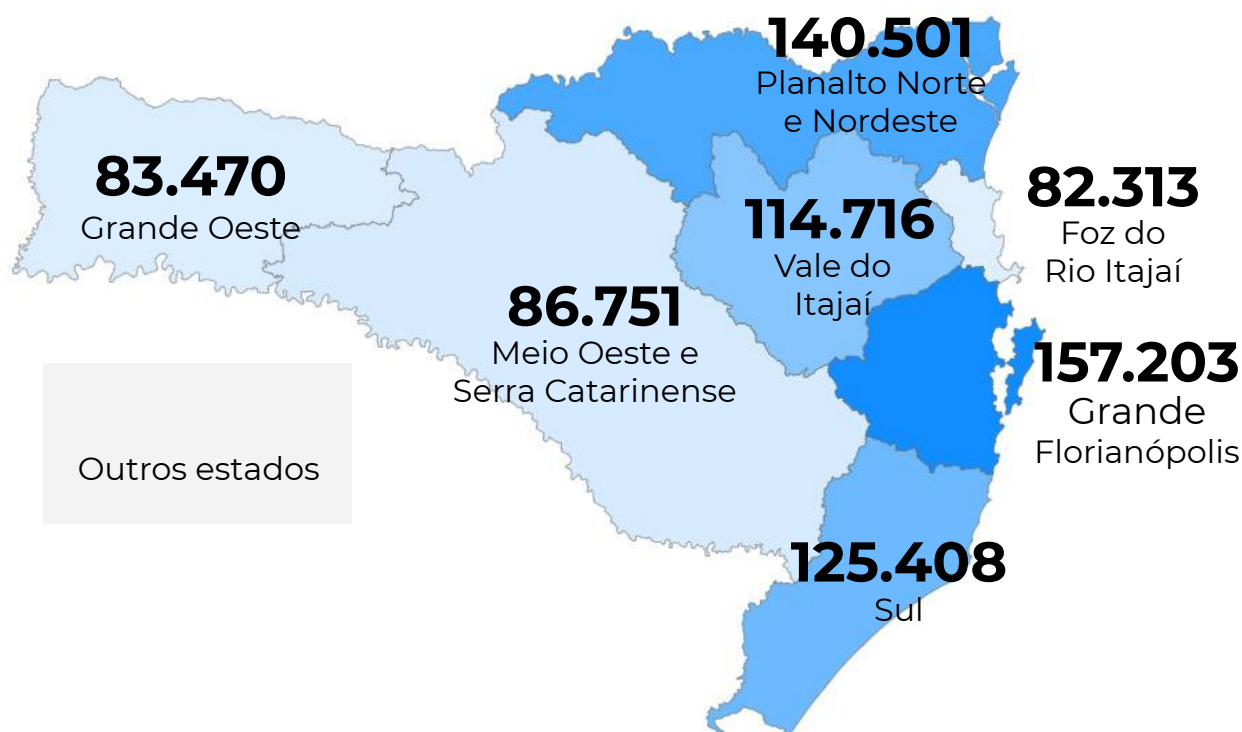 140.501
Planalto Norte
e Nordeste
83.470
Grande Oeste
114.716
Vale do
Itajaí
82.313
Foz do
Rio Itajaí
86.751
Meio Oeste e
Serra Catarinense
157.203
Grande
Florianópolis
Outros estados
125.408
Sul